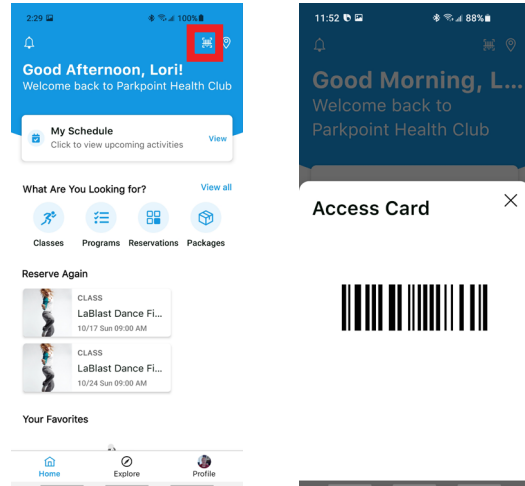 2:29
100%
Good Afternoon, Lori!
Welcome back to Parkpoint Health Club
My Schedule
Click to view upcoming activities
View
What Are You Looking for?
View all
Classes
Programs
Reservations
Packages
Reserve Again
CLASS
LaBlast Dance Fi...
10/17 Sun 09:00 AM
CLASS
LaBlast Dance Fi...
10/24 Sun 09:00 AM
Your Favorites
Home
Explore
Profile
11:52
88%
Good Morning, L...
Welcome back to
Parkpoint Health Club
Access Card